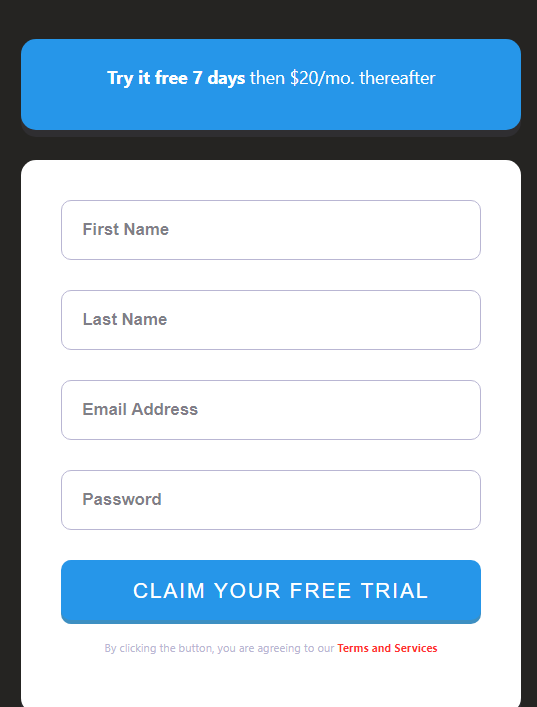 Try it free 7 days then $20/mo. thereafter
First Name
Last Name
Email Address
Password
CLAIM YOUR FREE TRIAL
By clicking the button, you are agreeing to our Terms and Services